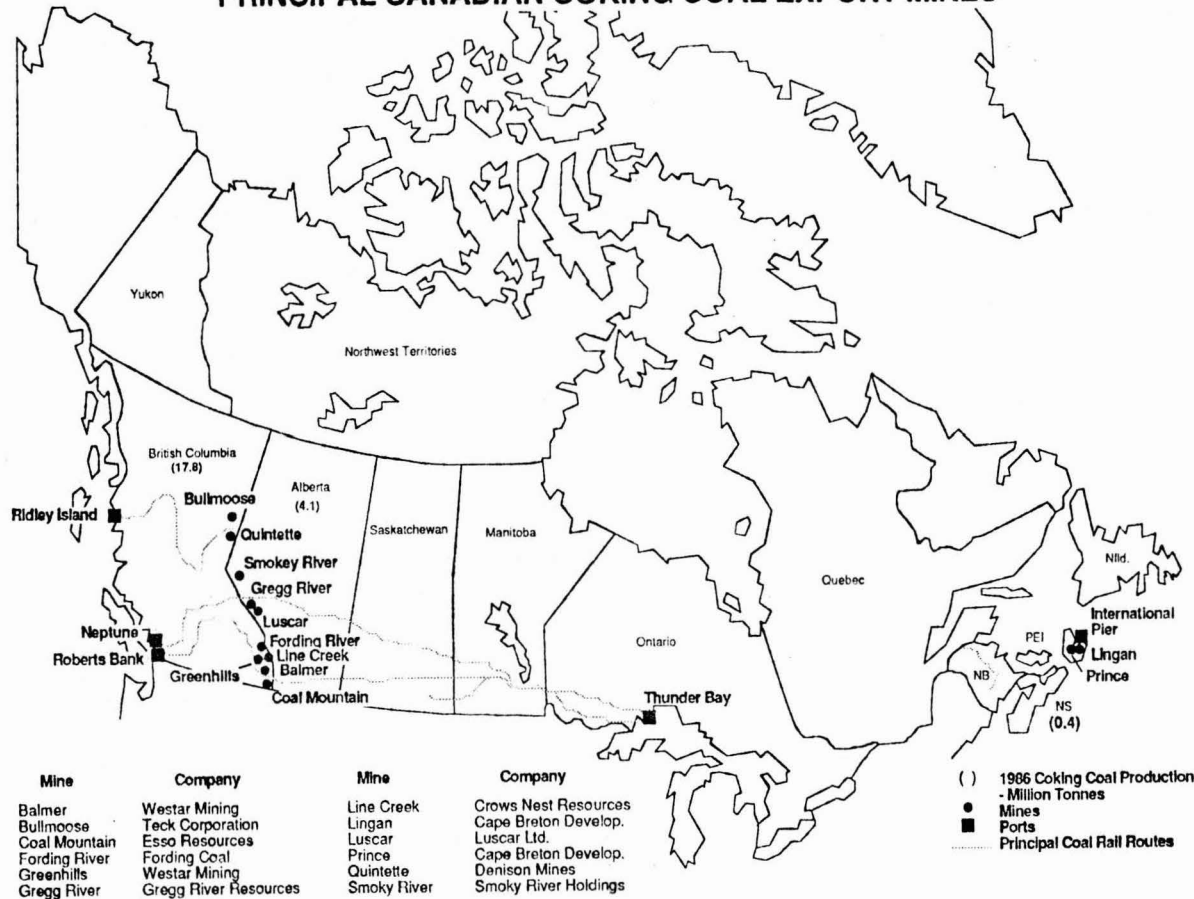 PRINCIPAL CANADIAN COKING COAL EXPORT MINES
Yukon
Northwest Territories
British Columbia
(17.8)
Alberta
(4.1)
Saskatchewan
Manitoba
Ontario
Quebec
Nfld.
PEI
NB
NS
(0.4)
Ridley Island
Bullmoose
Quintette
Smokey River
Gregg River
Luscar
Neptune
Roberts Bank
Fording River
Line Creek
Greenhills
Balmer
Coal Mountain
Thunder Bay
International
Pier
Lingan
Prince
Mine Company Mine Company
Balmer Westar Mining Line Creek Crows Nest Resources
Bullmoose Teck Corporation Lingan Cape Breton Develop.
Coal Mountain Esso Resources Luscar Luscar Ltd.
Fording River Fording Coal Prince Cape Breton Develop.
Greenhills Westar Mining Quintette Denison Mines
Gregg River Gregg River Resources Smoky River Smoky River Holdings
( ) 1986 Coking Coal Production
- Million Tonnes
Mines
Ports
Principal Coal Rail Routes